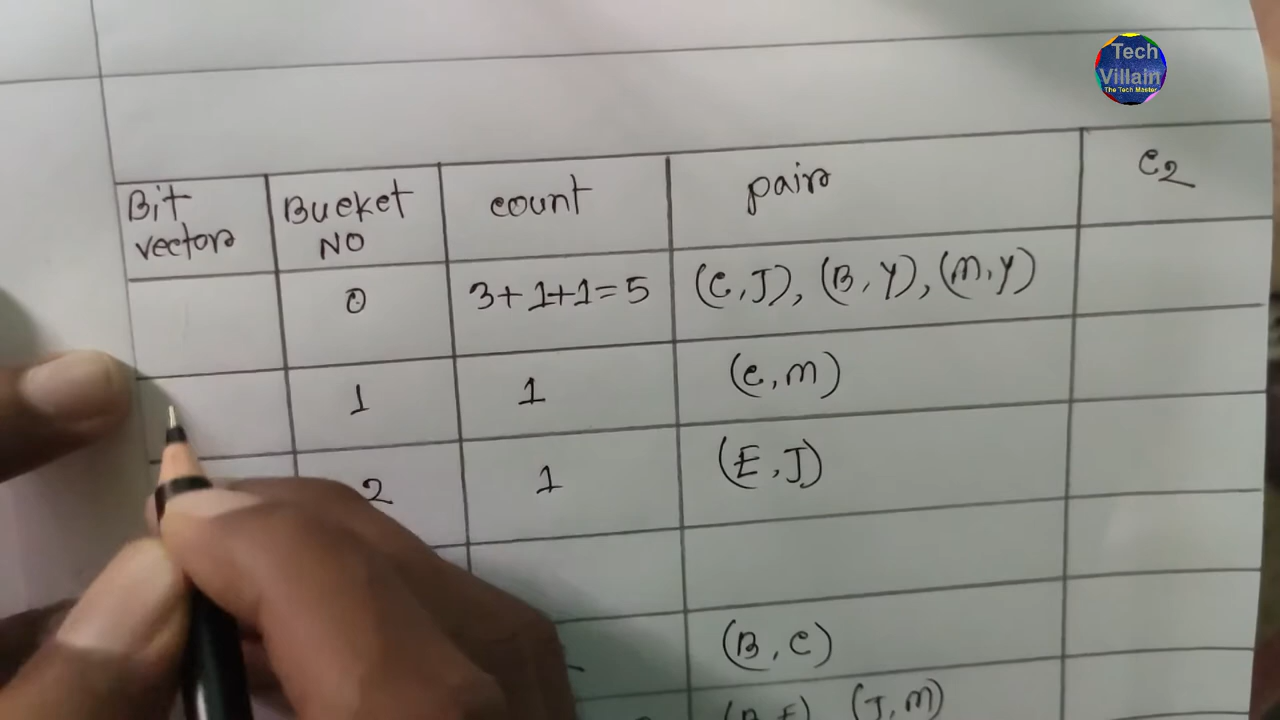 Tech
Villain
The Tech Master
Bit vector Bucket NO count pair C2
0 3+1+1=5 (C,J), (B,Y), (M,Y)
1 1 (C,M)
2 1 (E,J)
(B,C)
(J,M)